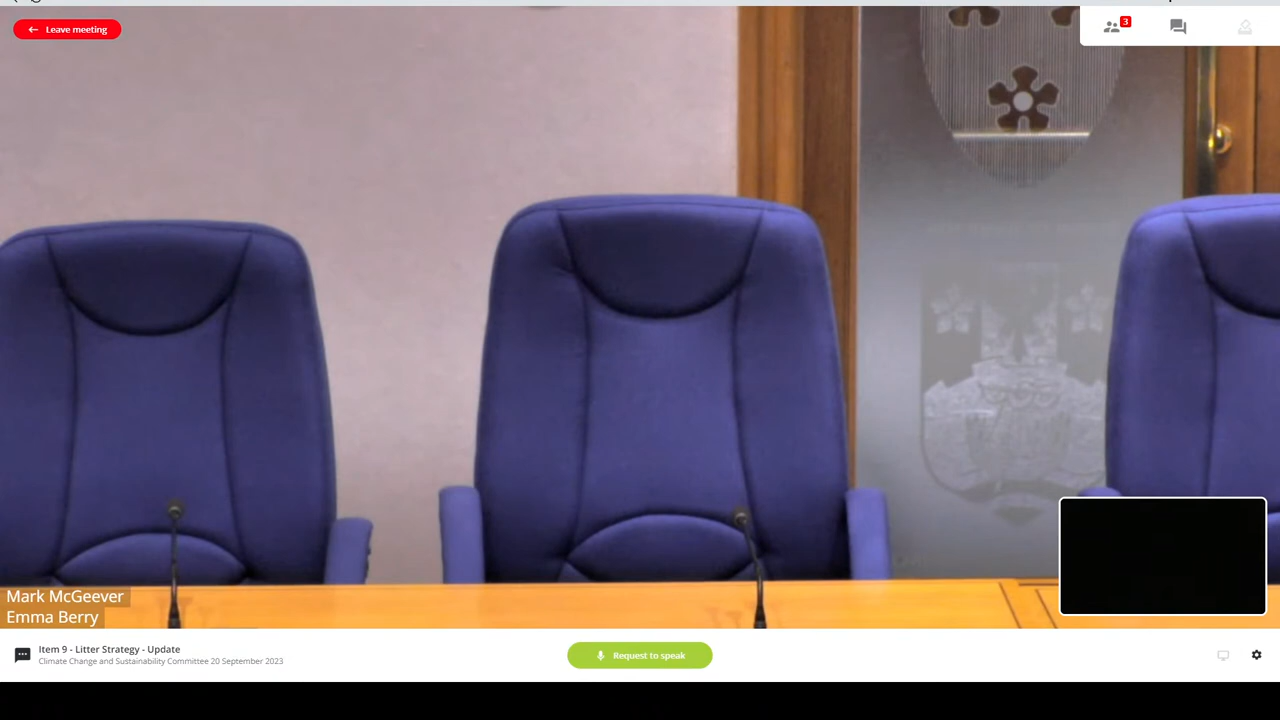 Leave meeting
3
Mark McGeever
Emma Berry
Item 9 - Litter Strategy - Update
Climate Change and Sustainability Committee 20 September 2023
Request to speak